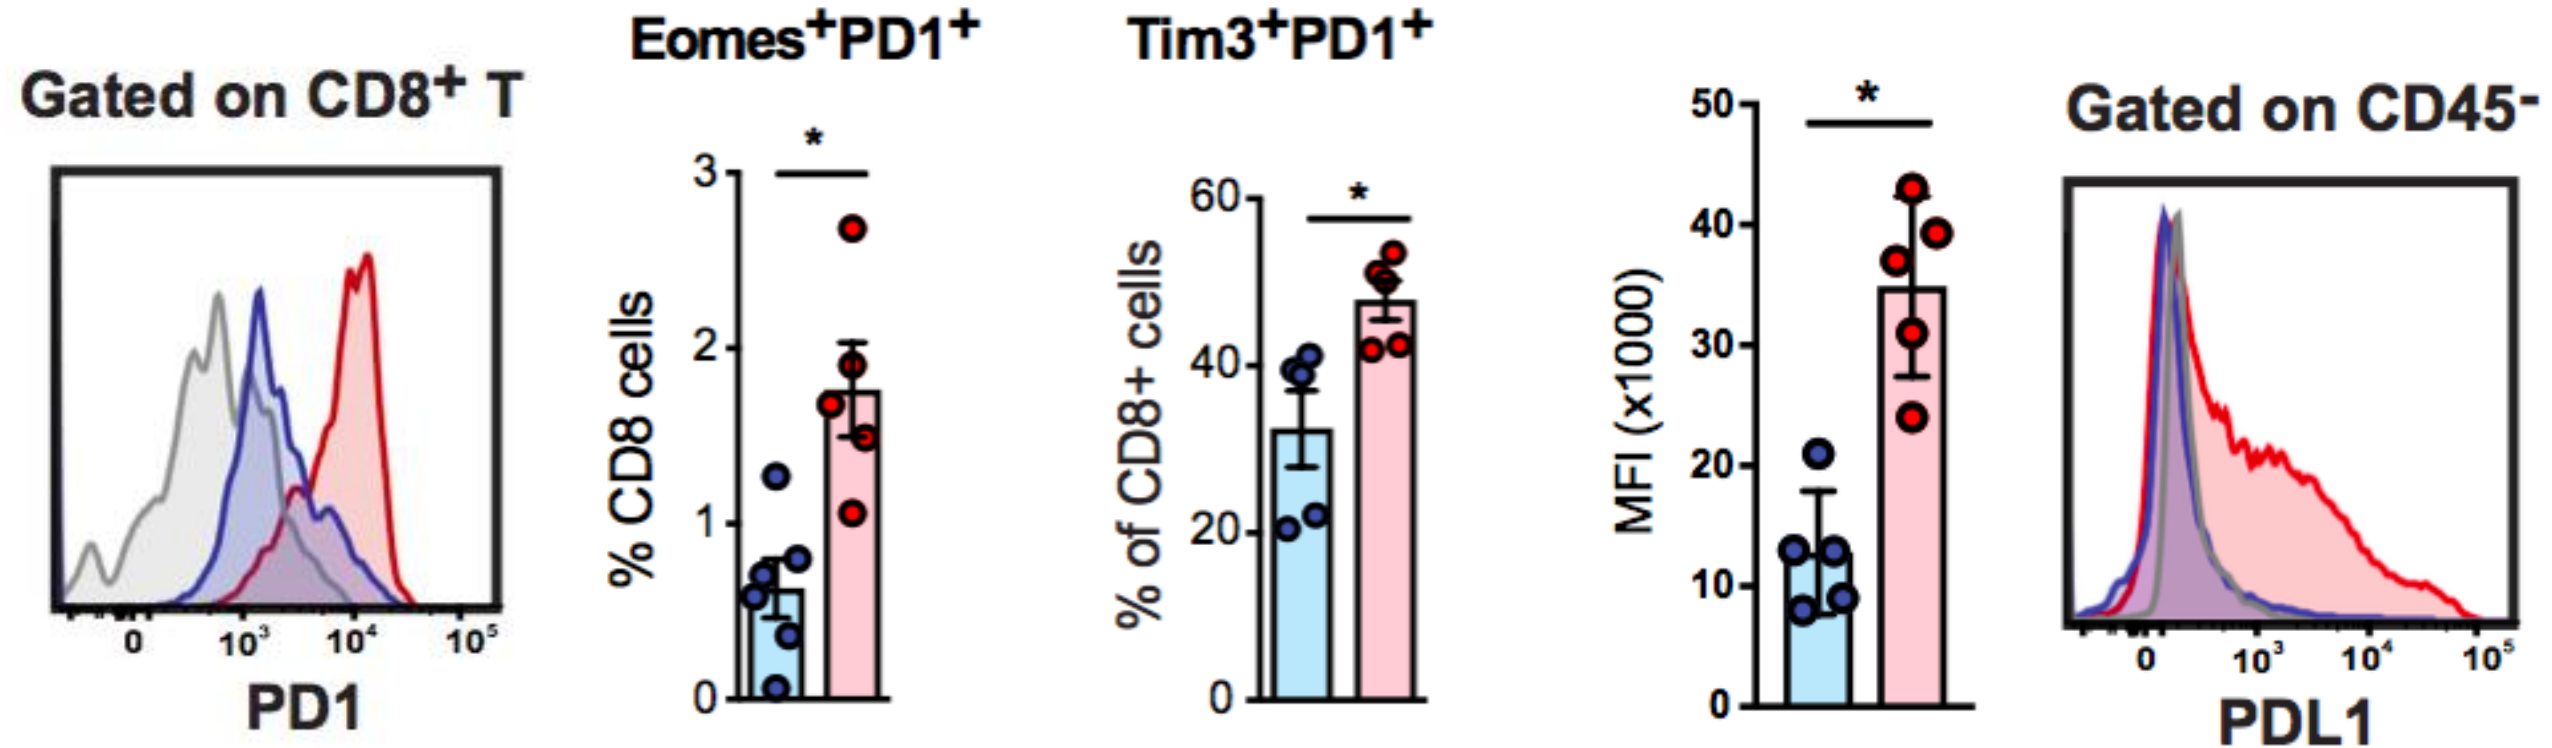 Gated on CD8⁺ T
0 10³ 10⁴ 10⁵
PD1
Eomes⁺PD1⁺
*
% CD8 cells
3
2
1
0
Tim3⁺PD1⁺
*
% of CD8+ cells
60
40
20
0
*
MFI (x1000)
50
40
30
20
10
0
Gated on CD45⁻
0 10³ 10⁴ 10⁵
PDL1